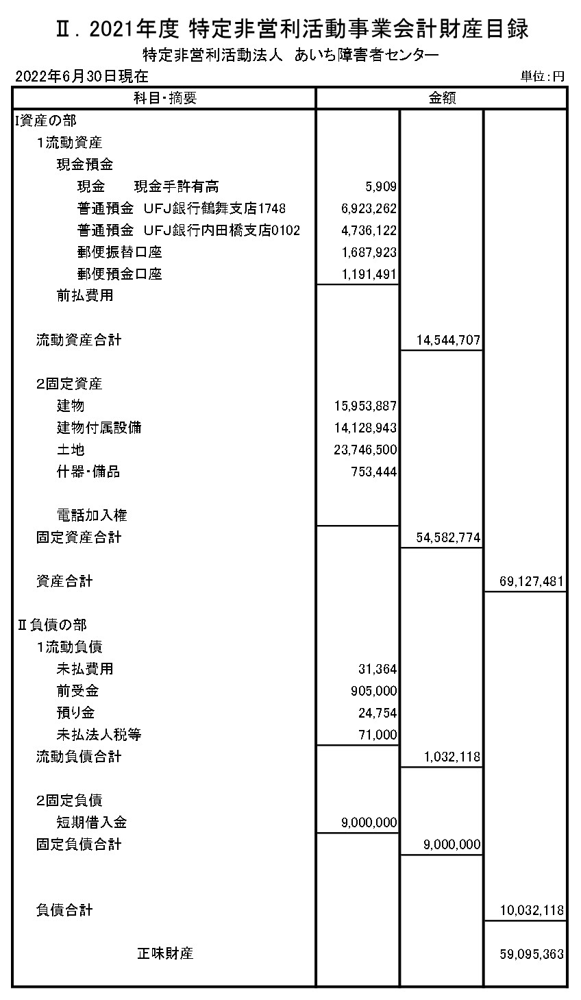 Ⅱ．2021年度 特定非営利活動事業会計財産目録
特定非営利活動法人　あいち障害者センター
2022年6月30日現在　単位：円
科目・摘要　金額
Ⅰ資産の部
１流動資産
現金預金
現金　　現金手許有高　5,909
普通預金　ＵＦＪ銀行鶴舞支店1748　6,923,262
普通預金　ＵＦＪ銀行内田橋支店0102　4,736,122
郵便振替口座　1,687,923
郵便預金口座　1,191,491
前払費用
流動資産合計　14,544,707
２固定資産
建物　15,953,887
建物付属設備　14,128,943
土地　23,746,500
什器・備品　753,444
電話加入権
固定資産合計　54,582,774
資産合計　69,127,481
Ⅱ負債の部
１流動負債
未払費用　31,364
前受金　905,000
預り金　24,754
未払法人税等　71,000
流動負債合計　1,032,118
２固定負債
短期借入金　9,000,000
固定負債合計　9,000,000
負債合計　10,032,118
正味財産　59,095,363